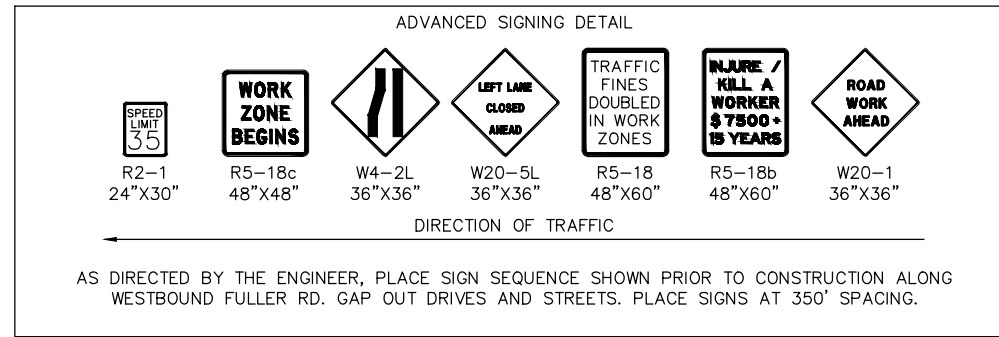 ADVANCED SIGNING DETAIL
SPEED
LIMIT
35
R2-1
24"X30"
WORK
ZONE
BEGINS
R5-18c
48"X48"
W4-2L
36"X36"
LEFT LANE
CLOSED
AHEAD
W20-5L
36"X36"
TRAFFIC
FINES
DOUBLED
IN WORK
ZONES
R5-18
48"X60"
INJURE /
KILL A
WORKER
$7500 +
15 YEARS
R5-18b
48"X60"
ROAD
WORK
AHEAD
W20-1
36"X36"
DIRECTION OF TRAFFIC
AS DIRECTED BY THE ENGINEER, PLACE SIGN SEQUENCE SHOWN PRIOR TO CONSTRUCTION ALONG
WESTBOUND FULLER RD. GAP OUT DRIVES AND STREETS. PLACE SIGNS AT 350' SPACING.